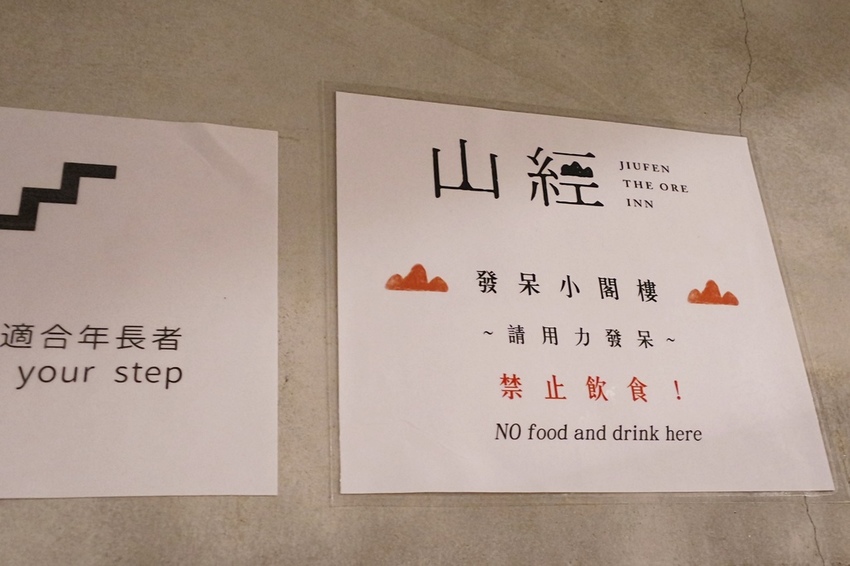 適合年長者
your step
山經
JIUFEN
THE ORE
INN
發呆小閣樓
~請用力發呆~
禁止飲食!
NO food and drink here